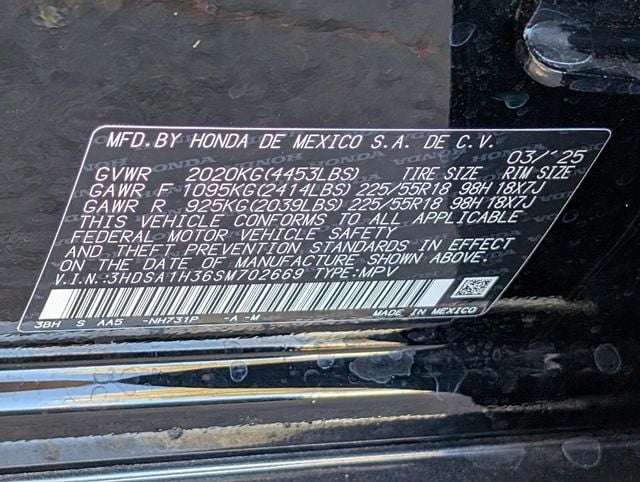 MFD.BY HONDA DE MEXICO S.A. DE C.V.
03/'25
GVWR 2020KG(4453LBS) TIRE SIZE RIM SIZE
GAWR F 1095KG(2414LBS) 225/55R18 98H 18X7J
GAWR R 925KG(2039LBS) 225/55R18 98H 18X7J
THIS VEHICLE CONFORMS TO ALL APPLICABLE
FEDERAL MOTOR VEHICLE SAFETY
AND THEFT PREVENTION STANDARDS IN EFFECT
ON THE DATE OF MANUFACTURE SHOWN ABOVE.
V.I.N.:3HDSA1H36SM702669 TYPE:MPV
3BH S AA5 -NH731P -A -M MADE IN MEXICO